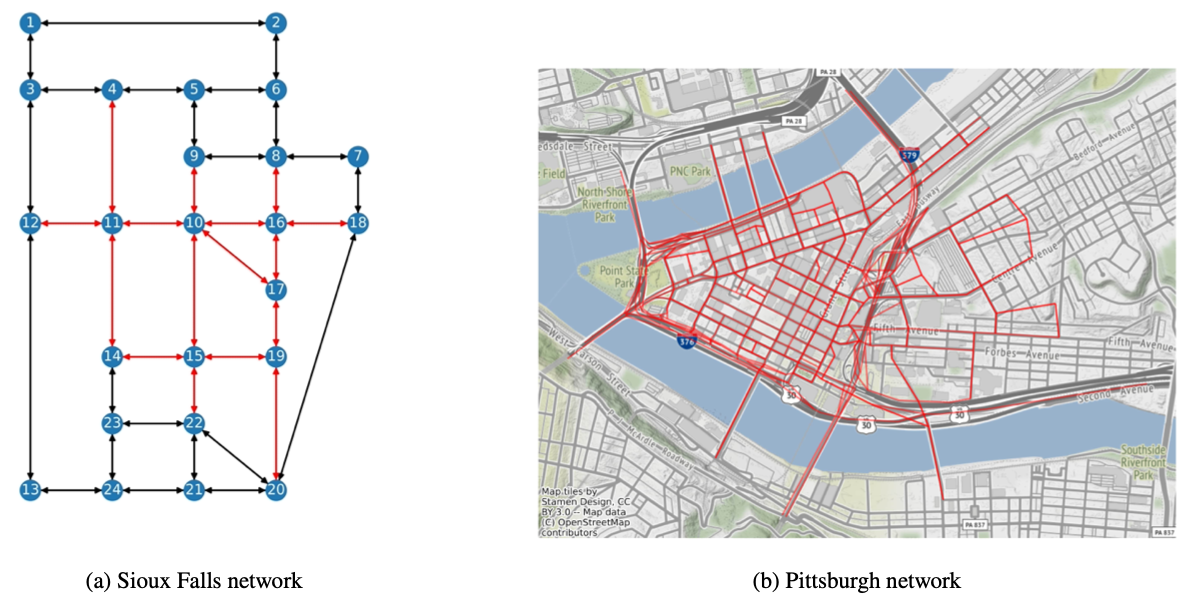 1
2
3
4
5
6
9
8
7
12
11
10
16
18
17
14
15
19
23
22
13
24
21
20
(a) Sioux Falls network
PA 28
PA 28
edsdale Street
579
Bedford Avenue
Field
PNC Park
North Shore
Riverfront
Park
Point State
Park
Centre Avenue
376
Fifth Avenue
Fifth Avenue
Forbes Avenue
West Carson Street
30
30
30
Second Avenue
P. McArdle Roadway
Southside
Riverfront
Park
Map tiles by
Stamen Design, CC
BY 3.0 -- Map data
(C) OpenStreetMap
contributors
PA 837
PA 837
(b) Pittsburgh network